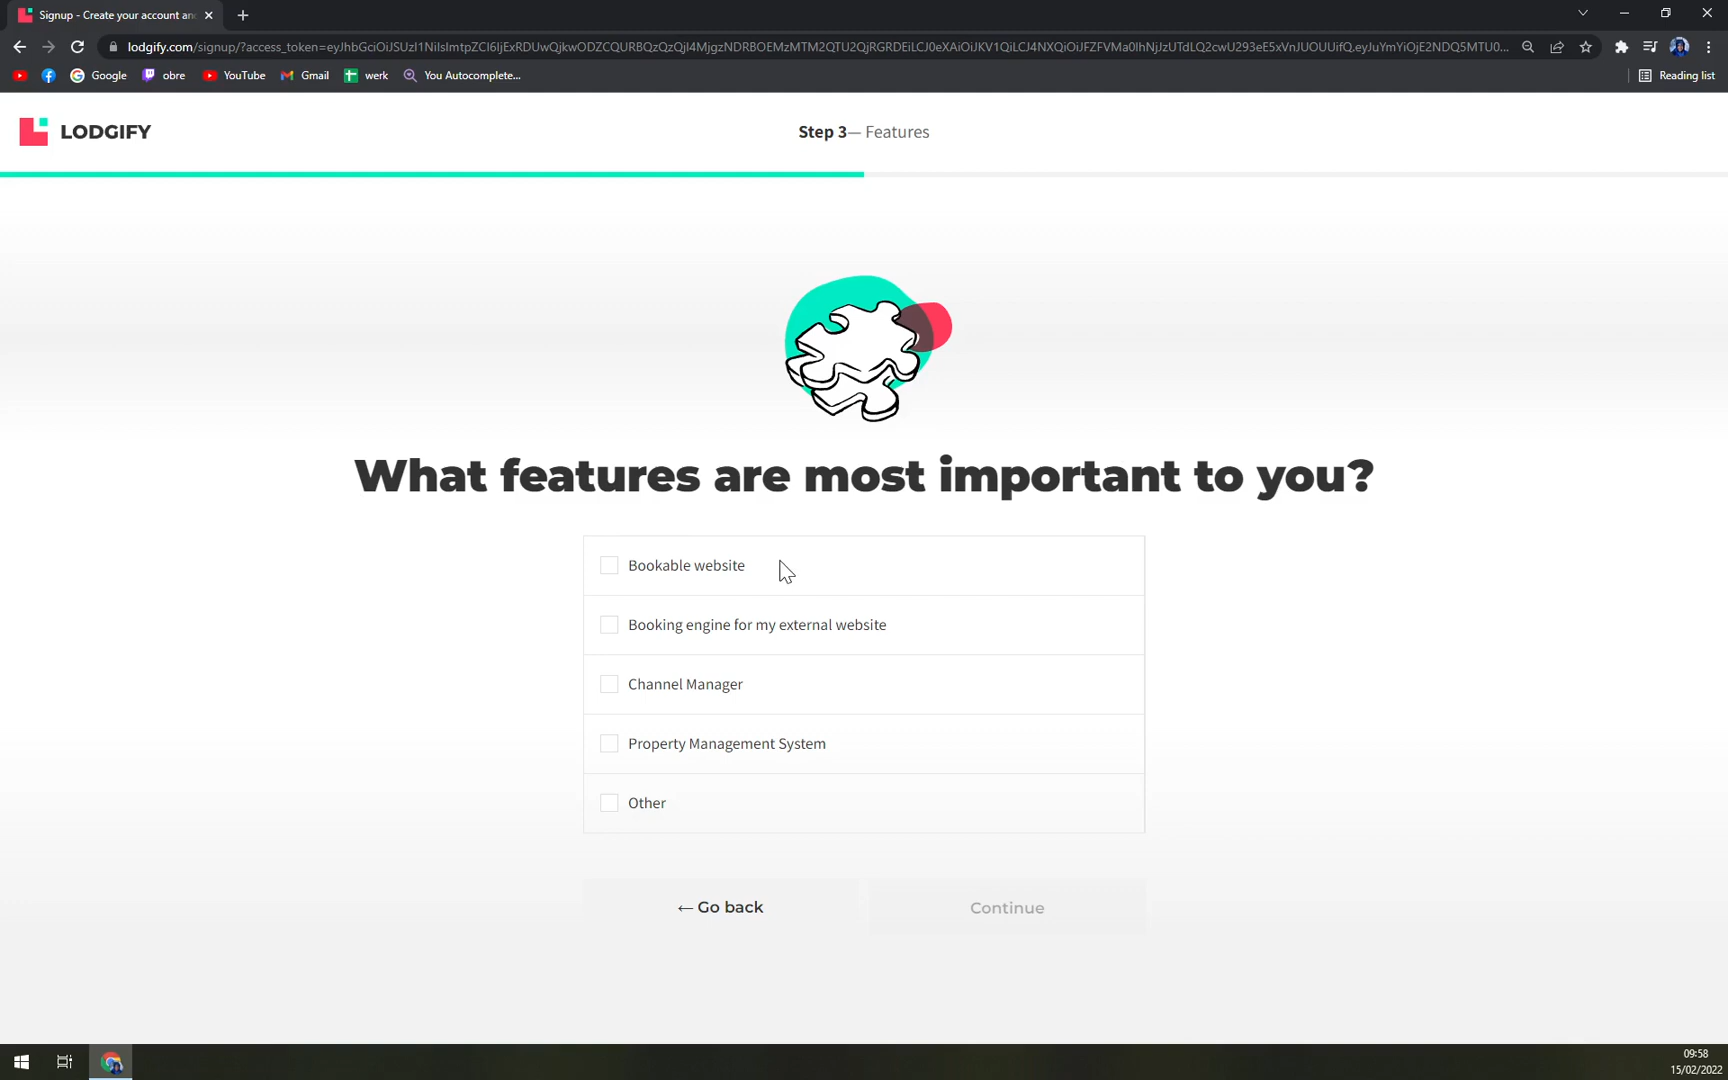 Signup - Create your account an
lodgify.com/signup/?access_token=
Google
obre
YouTube
Gmail
werk
You Autocomplete...
Reading list
LODGIFY
Step 3— Features
What features are most important to you?
Bookable website
Booking engine for my external website
Channel Manager
Property Management System
Other
← Go back
Continue
09:58
15/02/2022